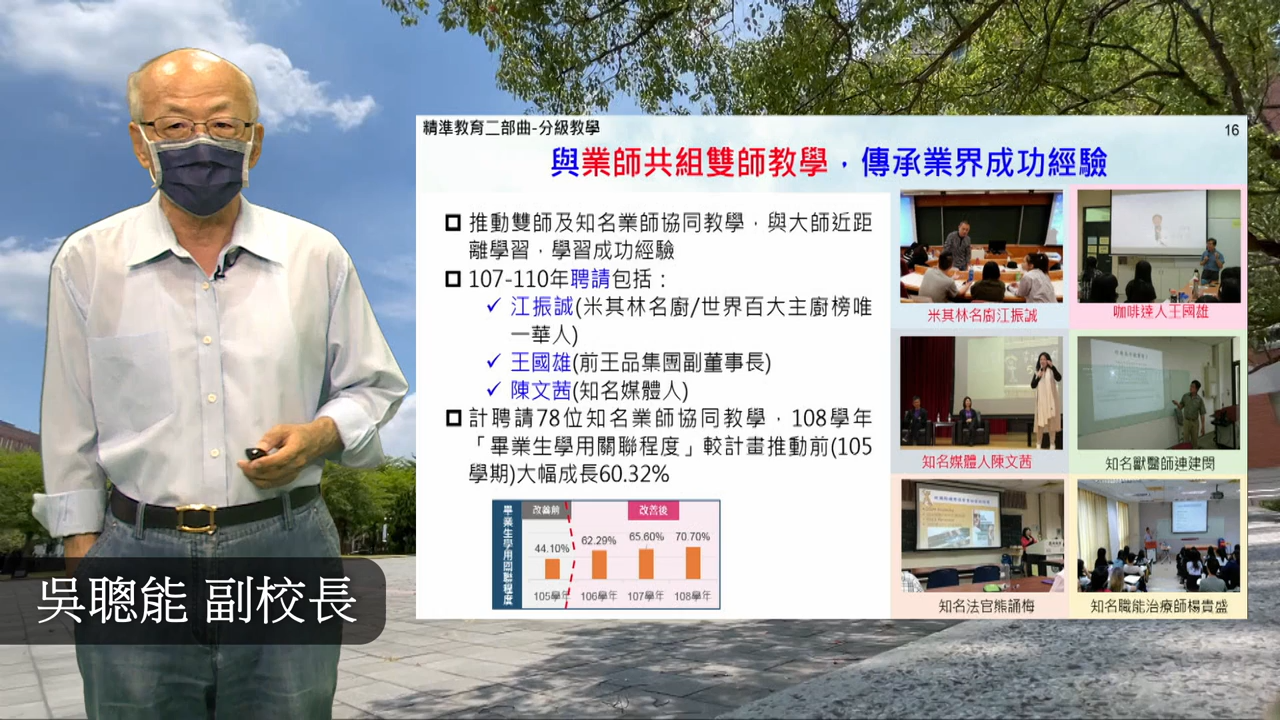 精準教育二部曲-分級教學
16
與業師共組雙師教學，傳承業界成功經驗
推動雙師及知名業師協同教學，與大師近距
離學習，學習成功經驗
107-110年聘請包括：
江振誠(米其林名廚/世界百大主廚榜唯
一華人)
王國雄(前王品集團副董事長)
陳文茜(知名媒體人)
計聘請78位知名業師協同教學，108學年
「畢業生學用關聯程度」較計畫推動前(105
學期)大幅成長60.32%
畢業生學用關聯程度
改善前
改善後
44.10%
62.29%
65.60%
70.70%
105學年
106學年
107學年
108學年
米其林名廚江振誠
咖啡達人王國雄
知名媒體人陳文茜
知名獸醫師連建閔
知名法官熊誦梅
知名職能治療師楊貴盛
吳聰能 副校長